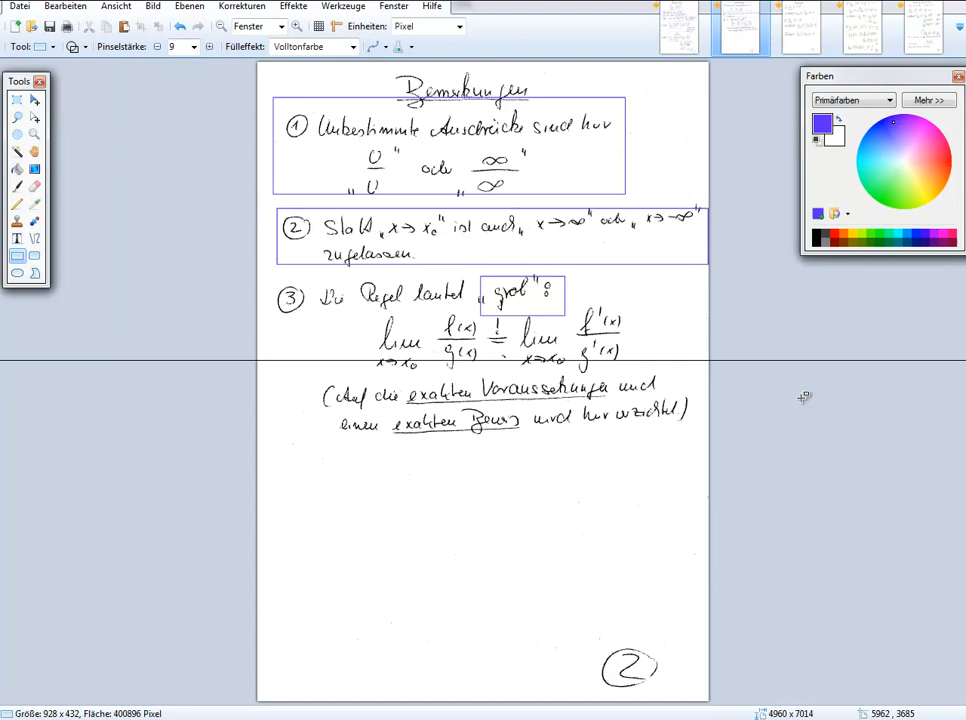 Datei Bearbeiten Ansicht Bild Ebenen Korrekturen Effekte Werkzeuge Fenster Hilfe
Fenster Einheiten: Pixel
Tool: Pinselstärke: 9 Fülleffekt: Volltonfarbe
Tools
Farben
Primärfarben Mehr >>
Bemerkungen
① Unbestimmte Ausdrücke sind hier
„ 0/0 “ oder „ ∞/∞ “
② Statt „x→x₀“ ist auch „x→∞“ oder „x→-∞“
zugelassen.
③ Die Regel lautet „grob“:
lim x→x₀ f(x)/g(x) =! lim x→x₀ f'(x)/g'(x)
(Auf die exakten Voraussetzungen und
einen exakten Beweis wird hier verzichtet.)
②
Größe: 928 x 432, Fläche: 400896 Pixel 4960 x 7014 5962, 3685